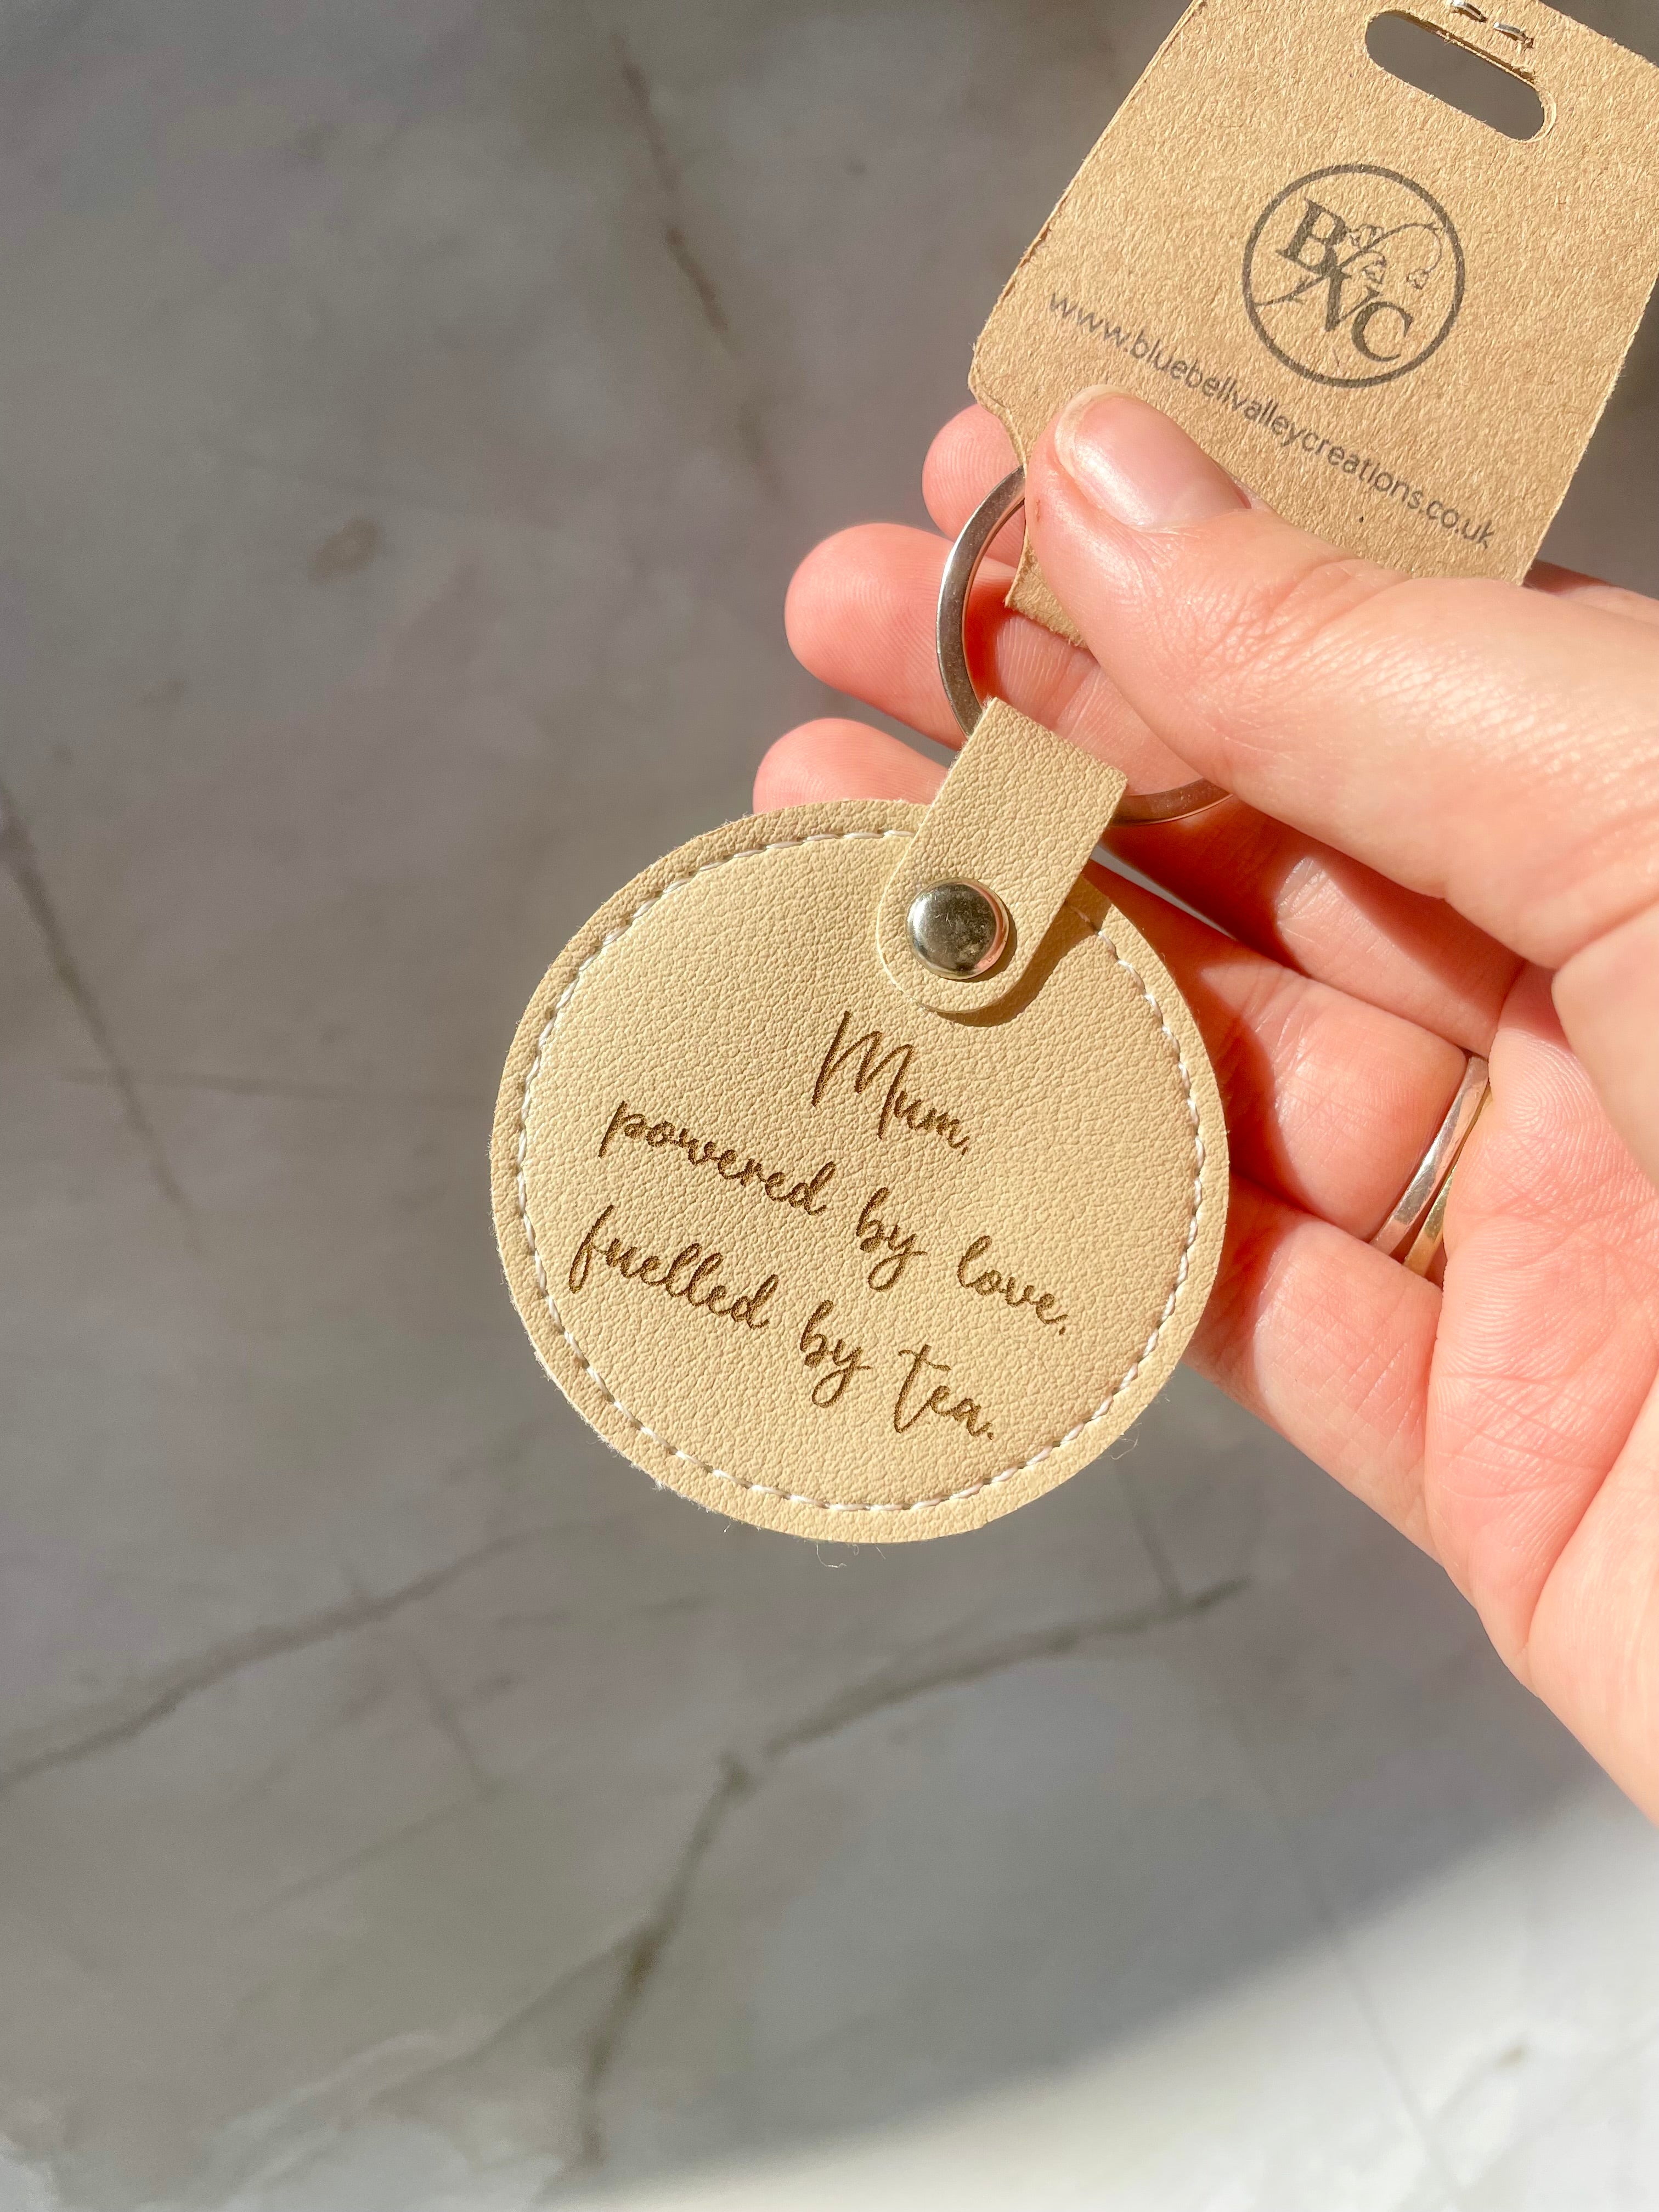 BVC
www.bluebellvalleycreations.co.uk
Mum,
powered by love,
fuelled by tea.